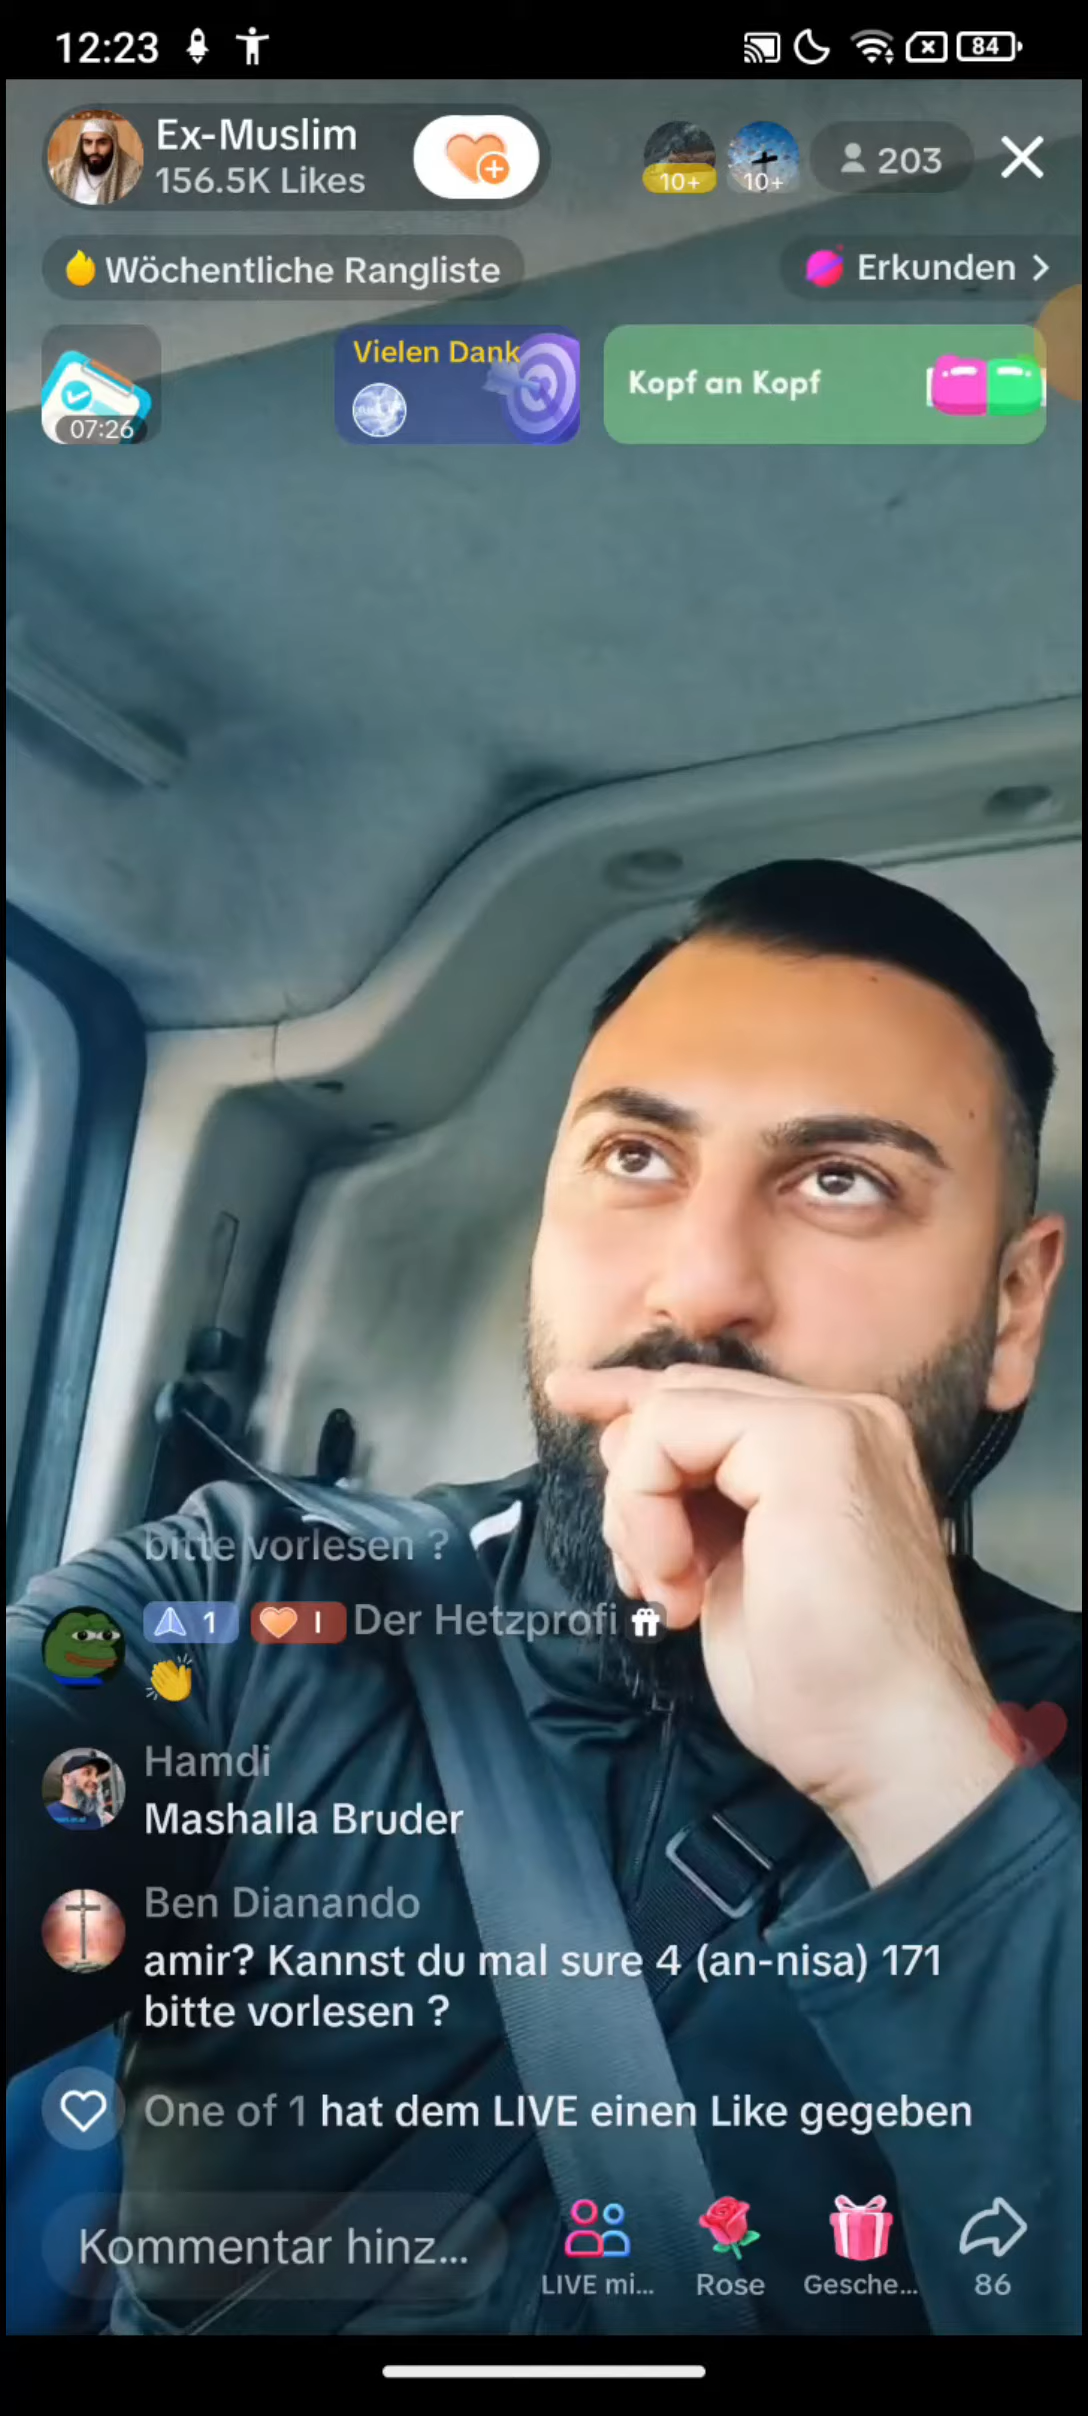 12:23
84
Ex-Muslim
156.5K Likes
10+
10+
203
Wöchentliche Rangliste
Erkunden
Vielen Dank
Kopf an Kopf
07:26
bitte vorlesen ?
1
I
Der Hetzprofi
Hamdi
Mashalla Bruder
Ben Dianando
amir? Kannst du mal sure 4 (an-nisa) 171
bitte vorlesen ?
One of 1 hat dem LIVE einen Like gegeben
Kommentar hinz...
LIVE mi...
Rose
Gesche...
86